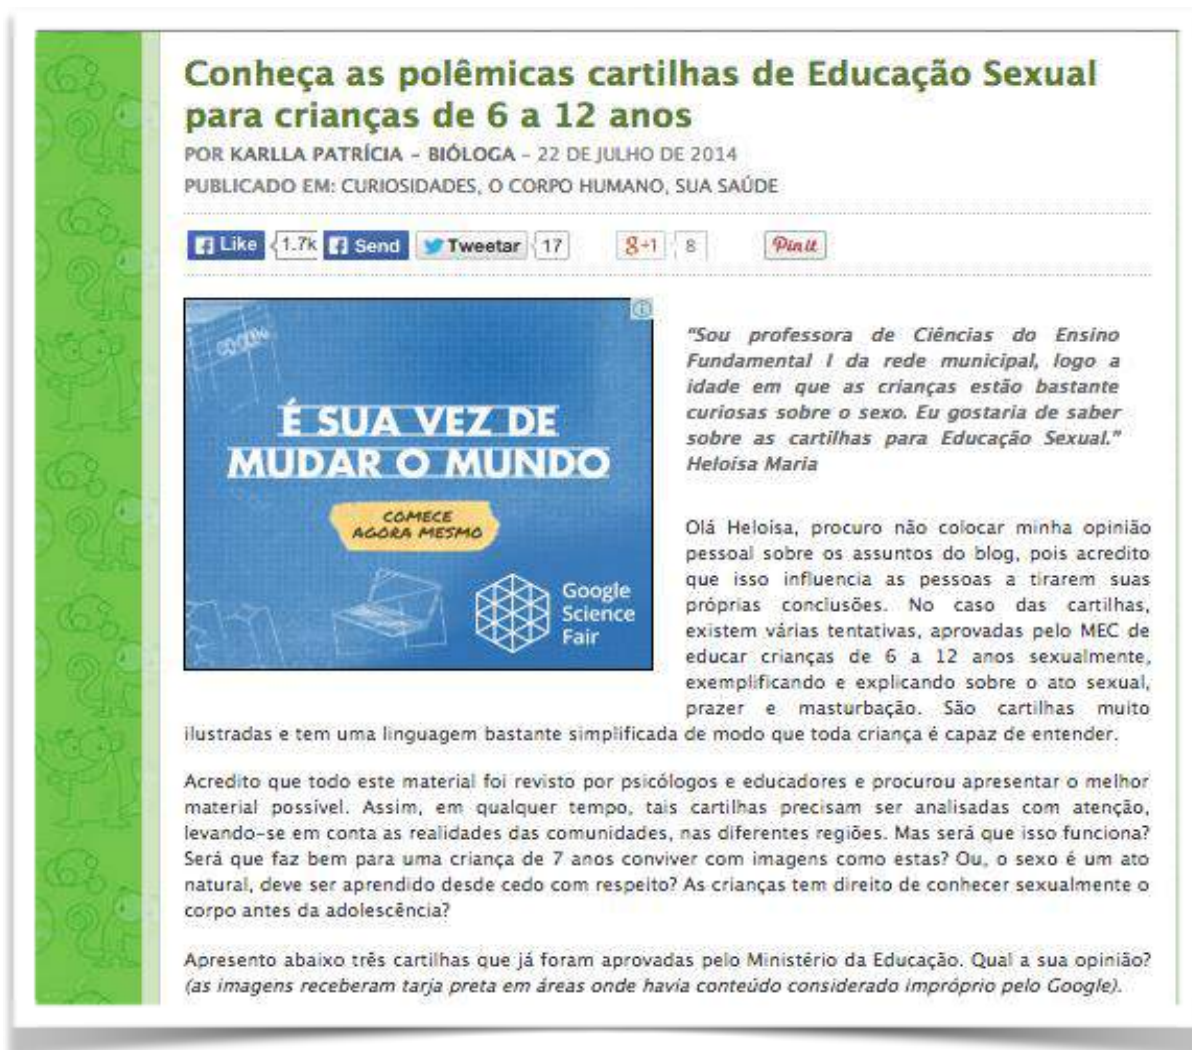 Conheça as polêmicas cartilhas de Educação Sexual
para crianças de 6 a 12 anos
POR KARLLA PATRÍCIA – BIÓLOGA – 22 DE JULHO DE 2014
PUBLICADO EM: CURIOSIDADES, O CORPO HUMANO, SUA SAÚDE
Like 1.7k Send Tweetar 17 g+1 8 Pin it
É SUA VEZ DE
MUDAR O MUNDO
COMECE
AGORA MESMO
Google
Science
Fair
"Sou professora de Ciências do Ensino
Fundamental I da rede municipal, logo a
idade em que as crianças estão bastante
curiosas sobre o sexo. Eu gostaria de saber
sobre as cartilhas para Educação Sexual."
Heloísa Maria
Olá Heloísa, procuro não colocar minha opinião
pessoal sobre os assuntos do blog, pois acredito
que isso influencia as pessoas a tirarem suas
próprias conclusões. No caso das cartilhas,
existem várias tentativas, aprovadas pelo MEC de
educar crianças de 6 a 12 anos sexualmente,
exemplificando e explicando sobre o ato sexual,
prazer e masturbação. São cartilhas muito
ilustradas e tem uma linguagem bastante simplificada de modo que toda criança é capaz de entender.
Acredito que todo este material foi revisto por psicólogos e educadores e procurou apresentar o melhor
material possível. Assim, em qualquer tempo, tais cartilhas precisam ser analisadas com atenção,
levando-se em conta as realidades das comunidades, nas diferentes regiões. Mas será que isso funciona?
Será que faz bem para uma criança de 7 anos conviver com imagens como estas? Ou, o sexo é um ato
natural, deve ser aprendido desde cedo com respeito? As crianças tem direito de conhecer sexualmente o
corpo antes da adolescência?
Apresento abaixo três cartilhas que já foram aprovadas pelo Ministério da Educação. Qual a sua opinião?
(as imagens receberam tarja preta em áreas onde havia conteúdo considerado impróprio pelo Google).